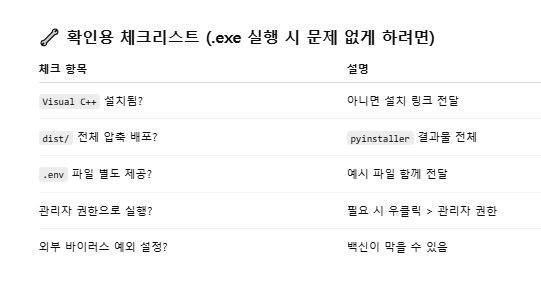 확인용 체크리스트 (.exe 실행 시 문제 없게 하려면)
체크 항목 설명
Visual C++ 설치됨? 아니면 설치 링크 전달
dist/ 전체 압축 배포? pyinstaller 결과물 전체
.env 파일 별도 제공? 예시 파일 함께 전달
관리자 권한으로 실행? 필요 시 우클릭 > 관리자 권한
외부 바이러스 예외 설정? 백신이 막을 수 있음